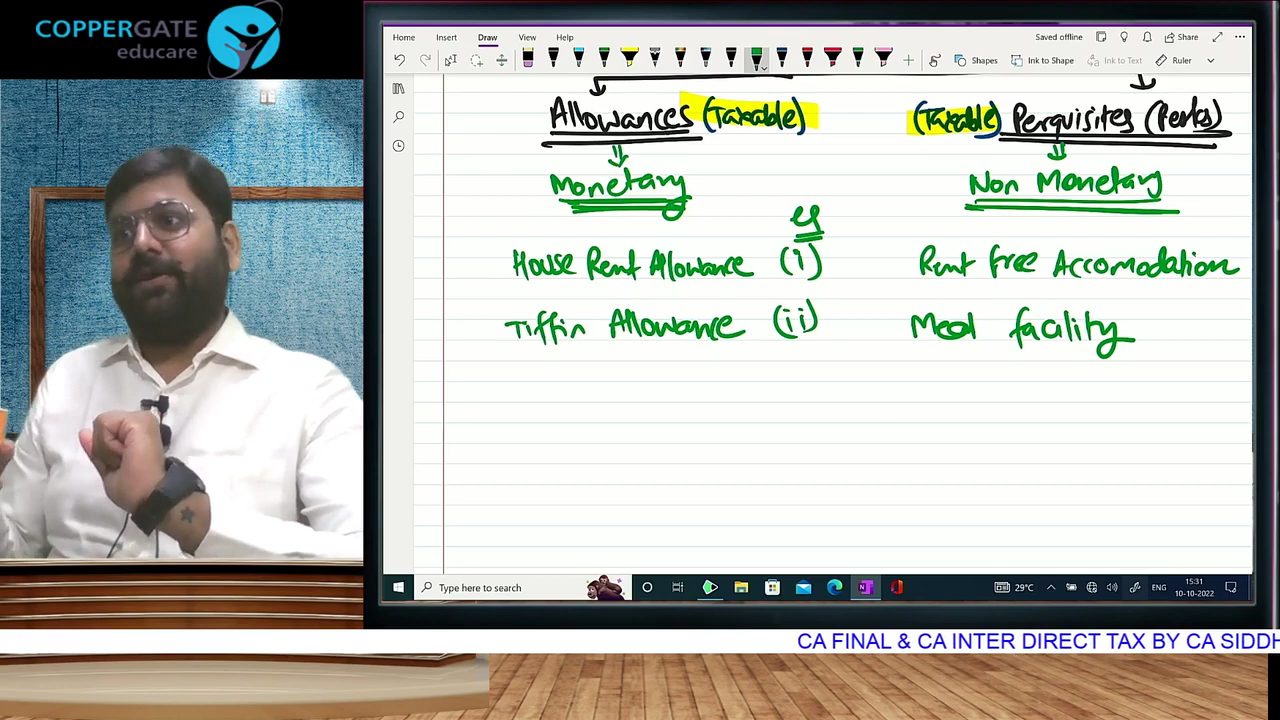 COPPERGATE
educare
Home Insert Draw View Help
Saved offline
Share
Shapes
Ink to Shape
Ink to Text
Ruler
Allowances (Taxable)
(Taxable) Perquisites (Perks)
Monetary
Non Monetary
eg
House Rent Allowance (i) Rent free Accomodation
Tiffin Allowance (ii) Meal facility
Type here to search
29°C
ENG
15:31
10-10-2022
CA FINAL & CA INTER DIRECT TAX BY CA SIDDH